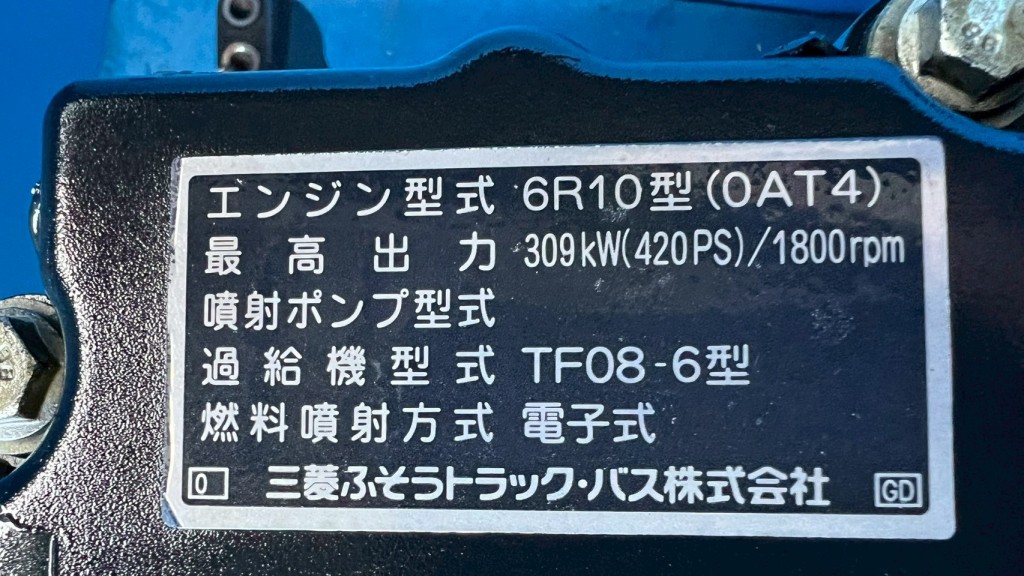 エンジン型式 6R10型(0AT4)
最高出力 309kW(420PS)/1800rpm
噴射ポンプ型式
過給機型式 TF08-6型
燃料噴射方式 電子式
0 三菱ふそうトラック・バス株式会社 GD